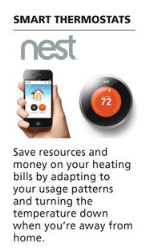 SMART THERMOSTATS
nest
72
Save resources and
money on your heating
bills by adapting to
your usage patterns
and turning the
temperature down
when you're away from
home.